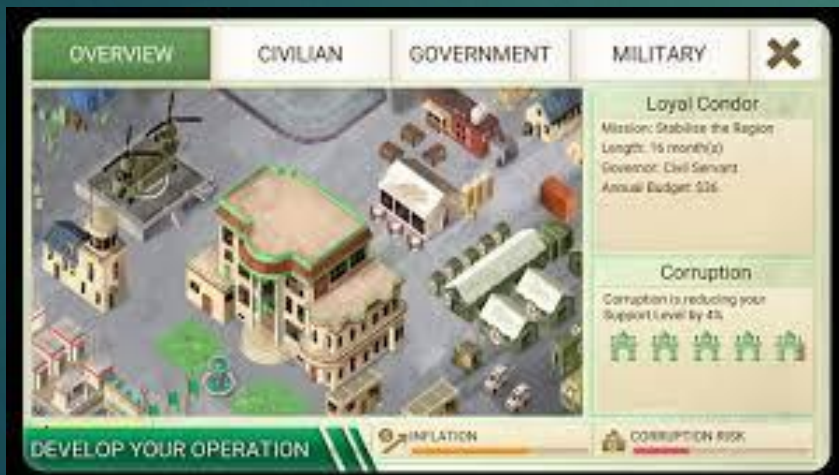 OVERVIEW
CIVILIAN
GOVERNMENT
MILITARY
Loyal Condor
Mission: Stabilise the Region
Length: 16 month(s)
Governor: Civil Servant
Annual Budget: $36
Corruption
Corruption is reducing your
Support Level by 4%
DEVELOP YOUR OPERATION
INFLATION
CORRUPTION RISK